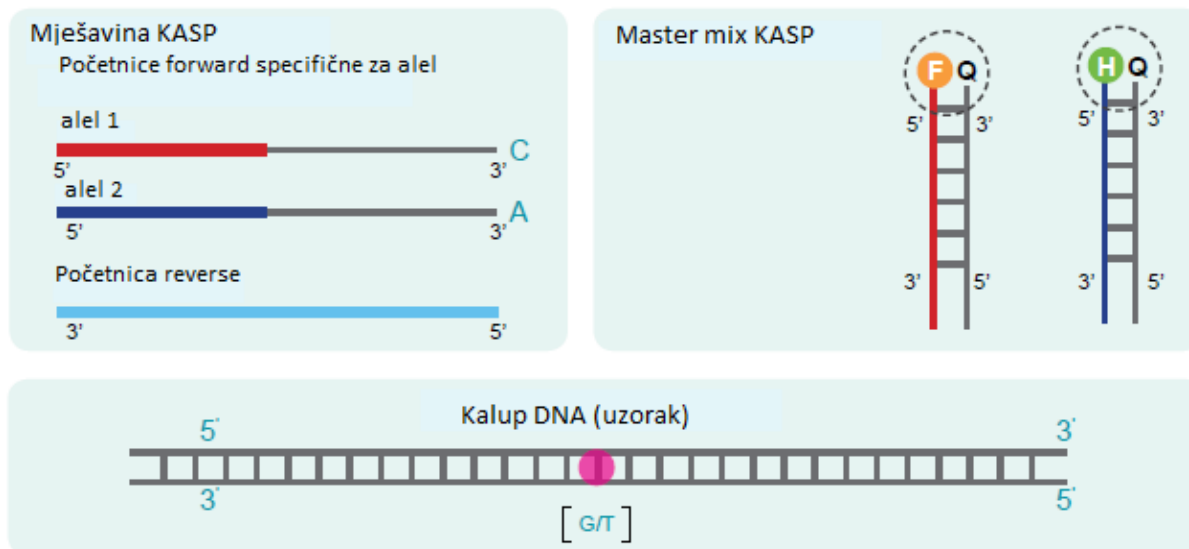 Mješavina KASP
Početnice forward specifične za alel
alel 1
C
5’ 3’
alel 2
A
5’ 3’
Početnica reverse
3’ 5’
Master mix KASP
F Q H Q
5’ 3’ 5’ 3’
3’ 5’ 3’ 5’
Kalup DNA (uzorak)
5’ 3’
3’ 5’
[ G/T ]